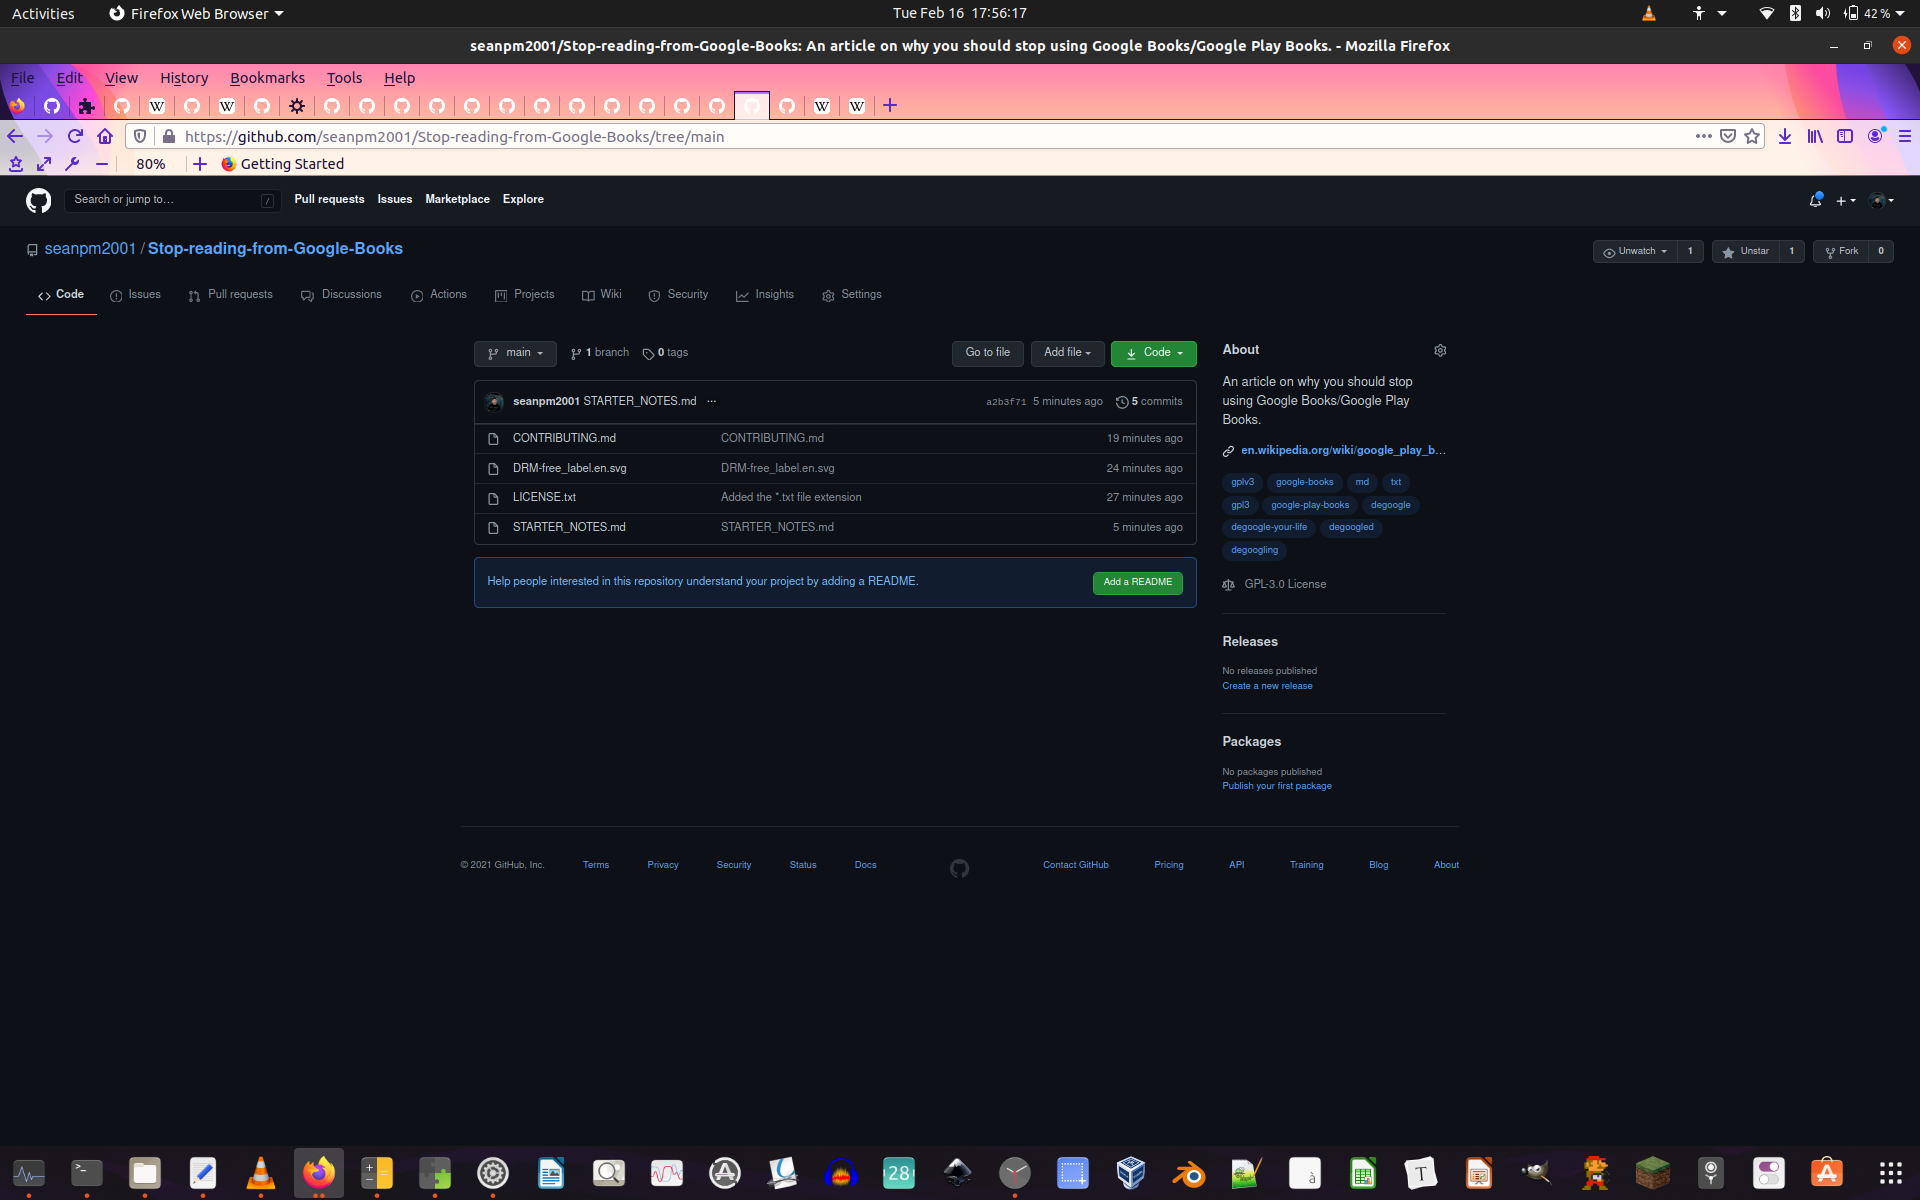 Activities Firefox Web Browser Tue Feb 16 17:56:17 42 %
seanpm2001/Stop-reading-from-Google-Books: An article on why you should stop using Google Books/Google Play Books. - Mozilla Firefox
File Edit View History Bookmarks Tools Help
https://github.com/seanpm2001/Stop-reading-from-Google-Books/tree/main
80% Getting Started
Search or jump to… / Pull requests Issues Marketplace Explore
seanpm2001 / Stop-reading-from-Google-Books Unwatch 1 Unstar 1 Fork 0
Code Issues Pull requests Discussions Actions Projects Wiki Security Insights Settings
main 1 branch 0 tags Go to file Add file Code
seanpm2001 STARTER_NOTES.md ... a2b3f71 5 minutes ago 5 commits
CONTRIBUTING.md CONTRIBUTING.md 19 minutes ago
DRM-free_label.en.svg DRM-free_label.en.svg 24 minutes ago
LICENSE.txt Added the *.txt file extension 27 minutes ago
STARTER_NOTES.md STARTER_NOTES.md 5 minutes ago
Help people interested in this repository understand your project by adding a README. Add a README
About
An article on why you should stop
using Google Books/Google Play
Books.
en.wikipedia.org/wiki/google_play_b...
gplv3 google-books md txt
gpl3 google-play-books degoogle
degoogle-your-life degoogled
degoogling
GPL-3.0 License
Releases
No releases published
Create a new release
Packages
No packages published
Publish your first package
© 2021 GitHub, Inc. Terms Privacy Security Status Docs Contact GitHub Pricing API Training Blog About
28